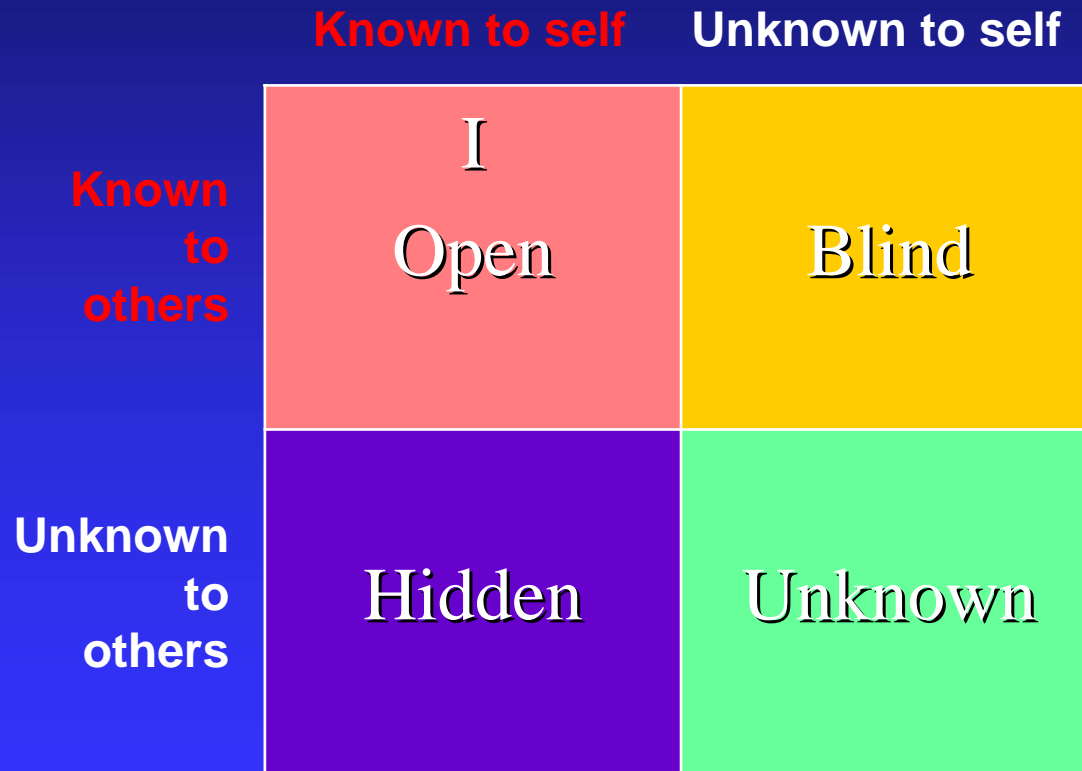 Known to self
Unknown to self
Known
to
others
I
Open
Blind
Unknown
to
others
Hidden
Unknown